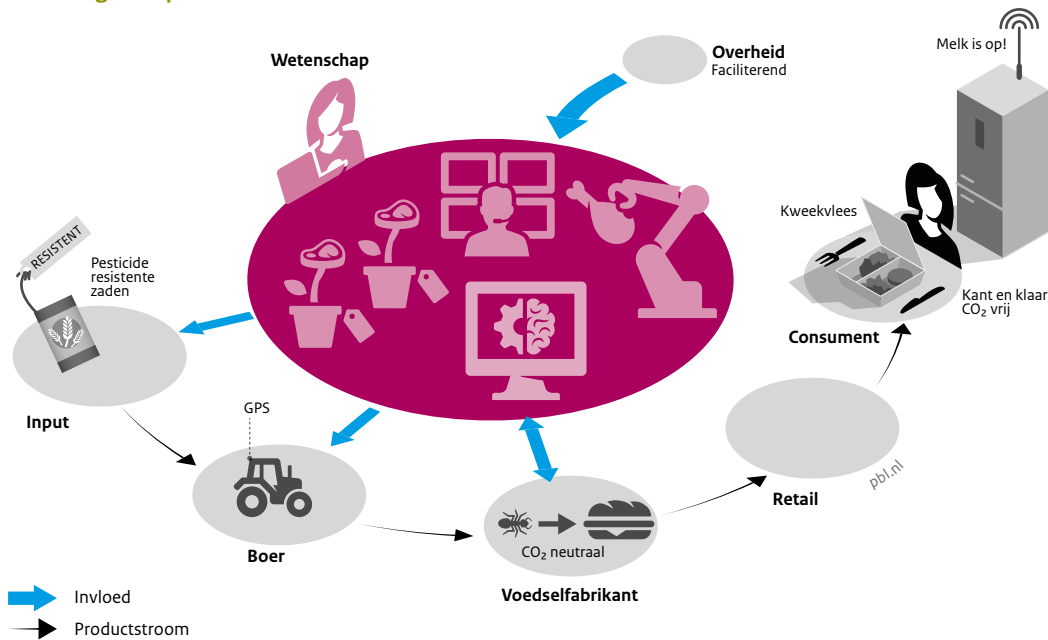 Wetenschap
Overheid
Faciliterend
Melk is op!
RESISTENT
Pesticide
resistente
zaden
Kweekvlees
Kant en klaar
CO₂ vrij
Consument
Input
GPS
Boer
CO₂ neutraal
Voedselfabrikant
Retail
pbl.nl
Invloed
Productstroom